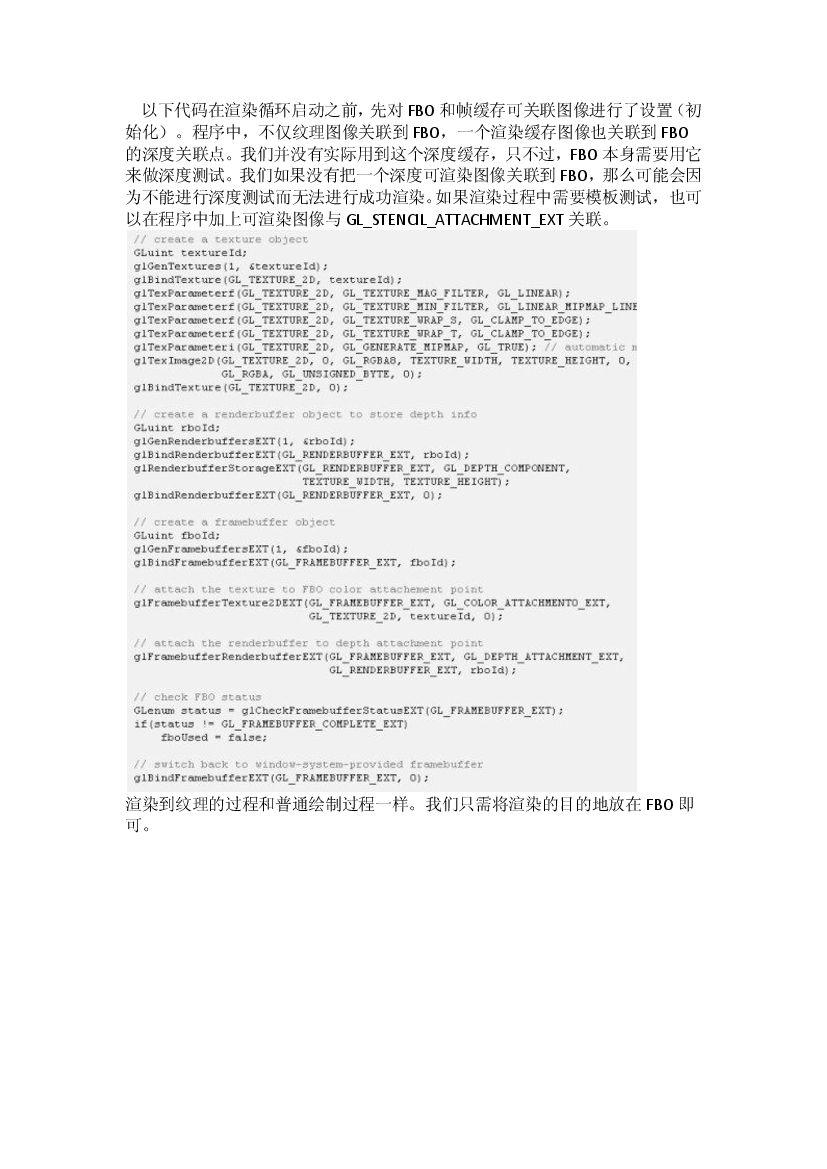 以下代码在渲染循环启动之前，先对 FBO 和帧缓存可关联图像进行了设置（初
始化）。程序中，不仅纹理图像关联到 FBO，一个渲染缓存图像也关联到 FBO
的深度关联点。我们并没有实际用到这个深度缓存，只不过，FBO 本身需要用它
来做深度测试。我们如果没有把一个深度可渲染图像关联到 FBO，那么可能会因
为不能进行深度测试而无法进行成功渲染。如果渲染过程中需要模板测试，也可
以在程序中加上可渲染图像与 GL_STENCIL_ATTACHMENT_EXT 关联。
// create a texture object
GLuint textureId;
glGenTextures(1, &textureId);
glBindTexture(GL_TEXTURE_2D, textureId);
glTexParameterf(GL_TEXTURE_2D, GL_TEXTURE_MAG_FILTER, GL_LINEAR);
glTexParameterf(GL_TEXTURE_2D, GL_TEXTURE_MIN_FILTER, GL_LINEAR_MIPMAP_LINE
glTexParameterf(GL_TEXTURE_2D, GL_TEXTURE_WRAP_S, GL_CLAMP_TO_EDGE);
glTexParameterf(GL_TEXTURE_2D, GL_TEXTURE_WRAP_T, GL_CLAMP_TO_EDGE);
glTexParameteri(GL_TEXTURE_2D, GL_GENERATE_MIPMAP, GL_TRUE); // automatic m
glTexImage2D(GL_TEXTURE_2D, 0, GL_RGBA8, TEXTURE_WIDTH, TEXTURE_HEIGHT, 0,
GL_RGBA, GL_UNSIGNED_BYTE, 0);
glBindTexture(GL_TEXTURE_2D, 0);
// create a renderbuffer object to store depth info
GLuint rboId;
glGenRenderbuffersEXT(1, &rboId);
glBindRenderbufferEXT(GL_RENDERBUFFER_EXT, rboId);
glRenderbufferStorageEXT(GL_RENDERBUFFER_EXT, GL_DEPTH_COMPONENT,
TEXTURE_WIDTH, TEXTURE_HEIGHT);
glBindRenderbufferEXT(GL_RENDERBUFFER_EXT, 0);
// create a framebuffer object
GLuint fboId;
glGenFramebuffersEXT(1, &fboId);
glBindFramebufferEXT(GL_FRAMEBUFFER_EXT, fboId);
// attach the texture to FBO color attachement point
glFramebufferTexture2DEXT(GL_FRAMEBUFFER_EXT, GL_COLOR_ATTACHMENT0_EXT,
GL_TEXTURE_2D, textureId, 0);
// attach the renderbuffer to depth attachment point
glFramebufferRenderbufferEXT(GL_FRAMEBUFFER_EXT, GL_DEPTH_ATTACHMENT_EXT,
GL_RENDERBUFFER_EXT, rboId);
// check FBO status
GLenum status = glCheckFramebufferStatusEXT(GL_FRAMEBUFFER_EXT);
if(status != GL_FRAMEBUFFER_COMPLETE_EXT)
fboUsed = false;
// switch back to window-system-provided framebuffer
glBindFramebufferEXT(GL_FRAMEBUFFER_EXT, 0);
渲染到纹理的过程和普通绘制过程一样。我们只需将渲染的目的地放在 FBO 即
可。